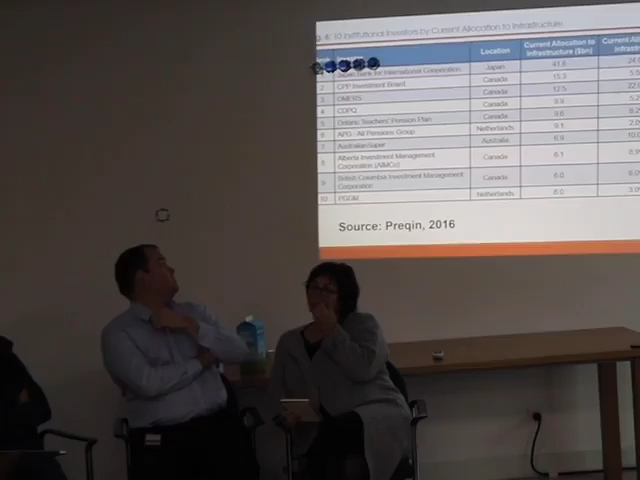 10 Institutional Investors by Current Allocation to Infrastructure
Location Current Allocation to Infrastructure ($bn) Current
Japan Bank for International Cooperation Japan 41.6
2 CPP Investment Board Canada 15.3
3 OMERS Canada 12.5
4 CDPQ Canada 9.9
5 Ontario Teachers' Pension Plan Canada 9.6
6 APG - All Pensions Group Netherlands 9.1
7 AustralianSuper Australia 6.9
8 Alberta Investment Management Corporation (AIMCo) Canada 6.1
9 British Columbia Investment Management Corporation Canada 6.0
10 PGGM Netherlands 6.0
Source: Preqin, 2016